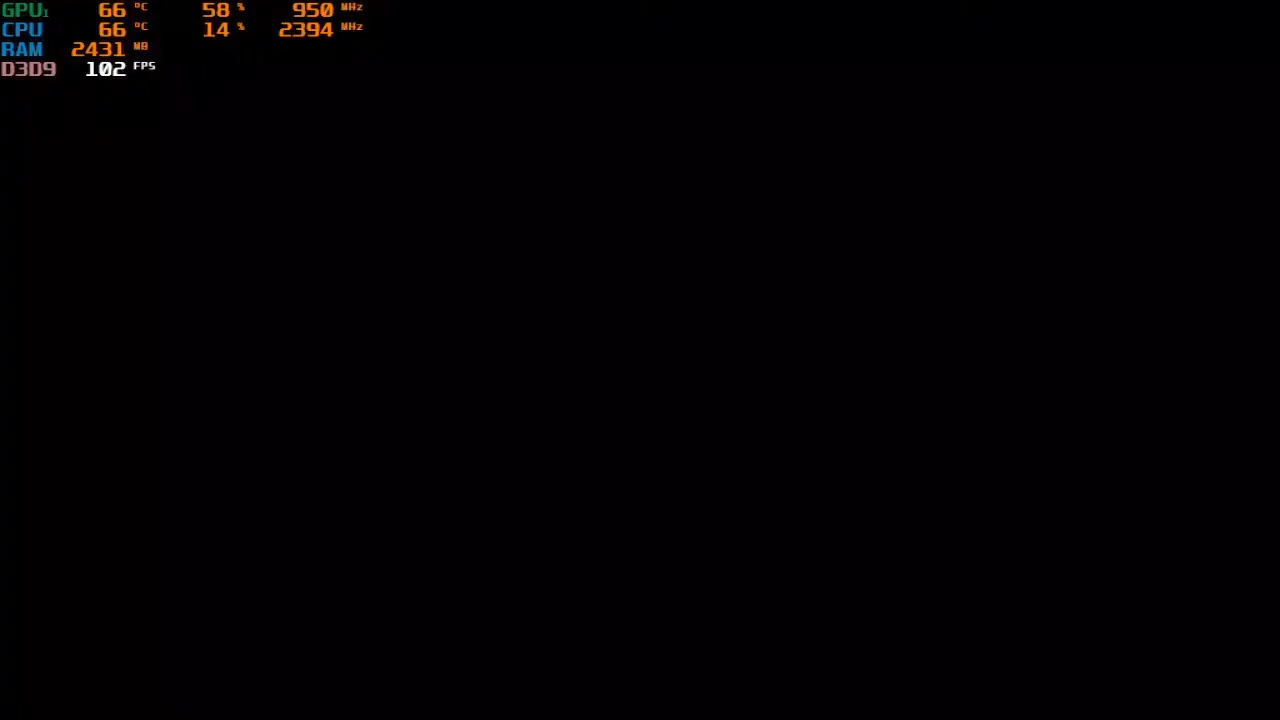 GPU1 66 °C 58 % 950 MHz
CPU 66 °C 14 % 2394 MHz
RAM 2431 MB
D3D9 102 FPS